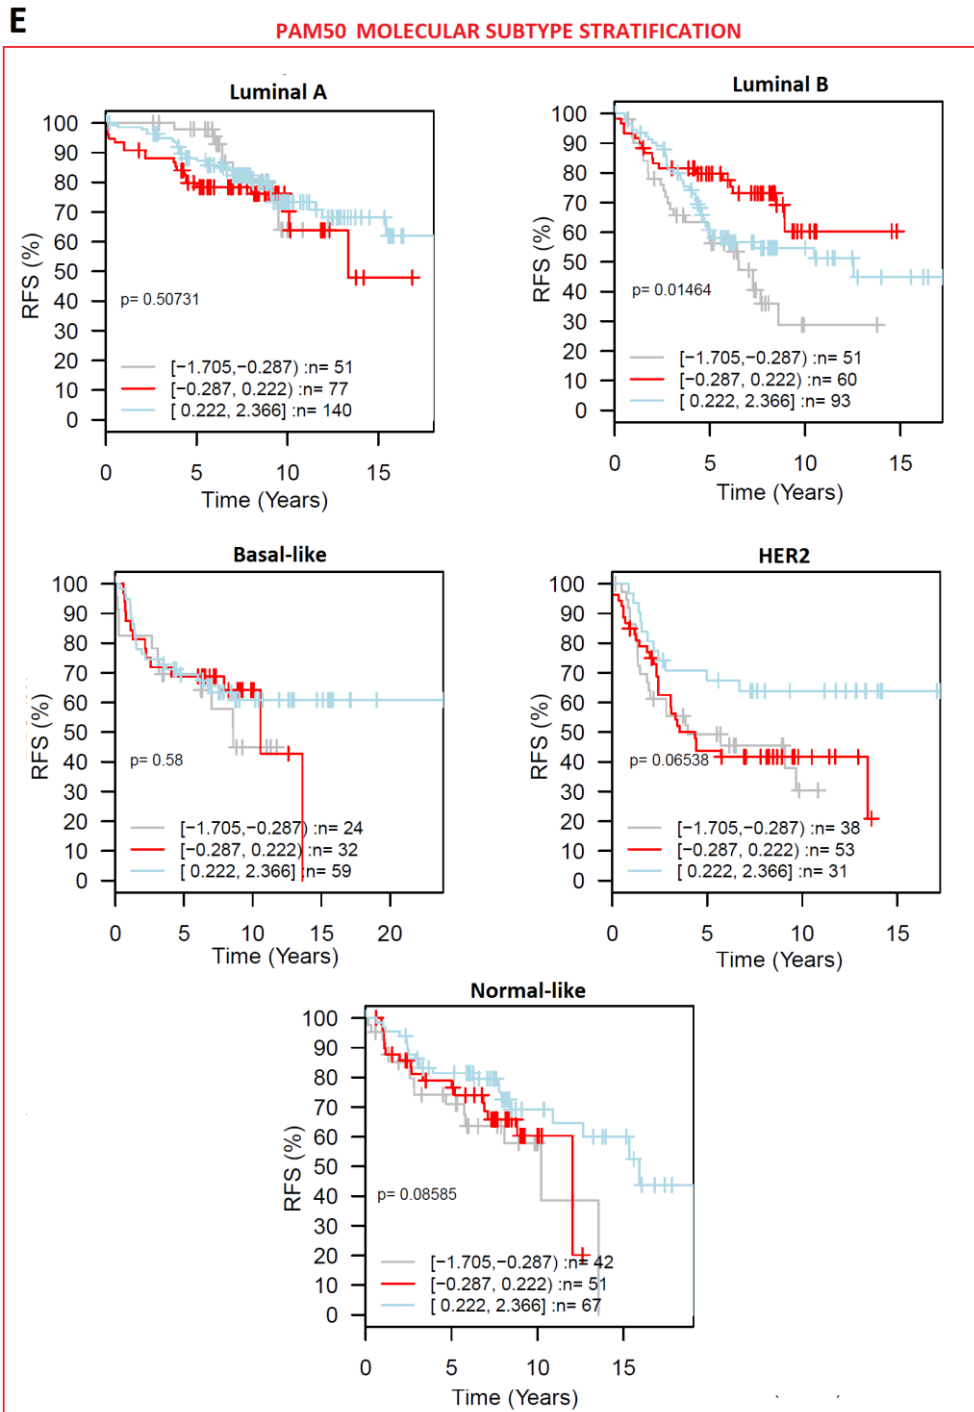 E
PAM50 MOLECULAR SUBTYPE STRATIFICATION
Luminal A
RFS (%)
100
90
80
70
60
50
40
30
20
10
0
p= 0.50731
[−1.705,−0.287) :n= 51
[−0.287, 0.222) :n= 77
[ 0.222, 2.366] :n= 140
0 5 10 15
Time (Years)
Luminal B
RFS (%)
100
90
80
70
60
50
40
30
20
10
0
p= 0.01464
[−1.705,−0.287) :n= 51
[−0.287, 0.222) :n= 60
[ 0.222, 2.366] :n= 93
0 5 10 15
Time (Years)
Basal-like
RFS (%)
100
90
80
70
60
50
40
30
20
10
0
p= 0.58
[−1.705,−0.287) :n= 24
[−0.287, 0.222) :n= 32
[ 0.222, 2.366] :n= 59
0 5 10 15 20
Time (Years)
HER2
RFS (%)
100
90
80
70
60
50
40
30
20
10
0
p= 0.06538
[−1.705,−0.287) :n= 38
[−0.287, 0.222) :n= 53
[ 0.222, 2.366] :n= 31
0 5 10 15
Time (Years)
Normal-like
RFS (%)
100
90
80
70
60
50
40
30
20
10
0
p= 0.08585
[−1.705,−0.287) :n= 42
[−0.287, 0.222) :n= 51
[ 0.222, 2.366] :n= 67
0 5 10 15
Time (Years)